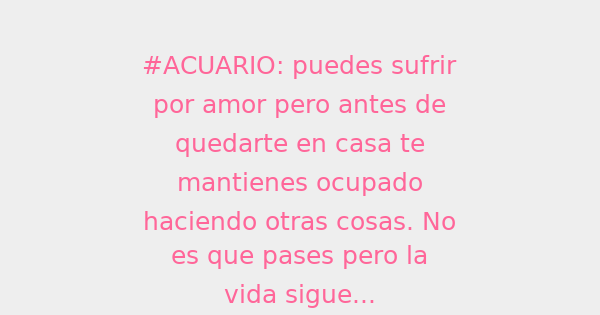 #ACUARIO: puedes sufrir
por amor pero antes de
quedarte en casa te
mantienes ocupado
haciendo otras cosas. No
es que pases pero la
vida sigue...